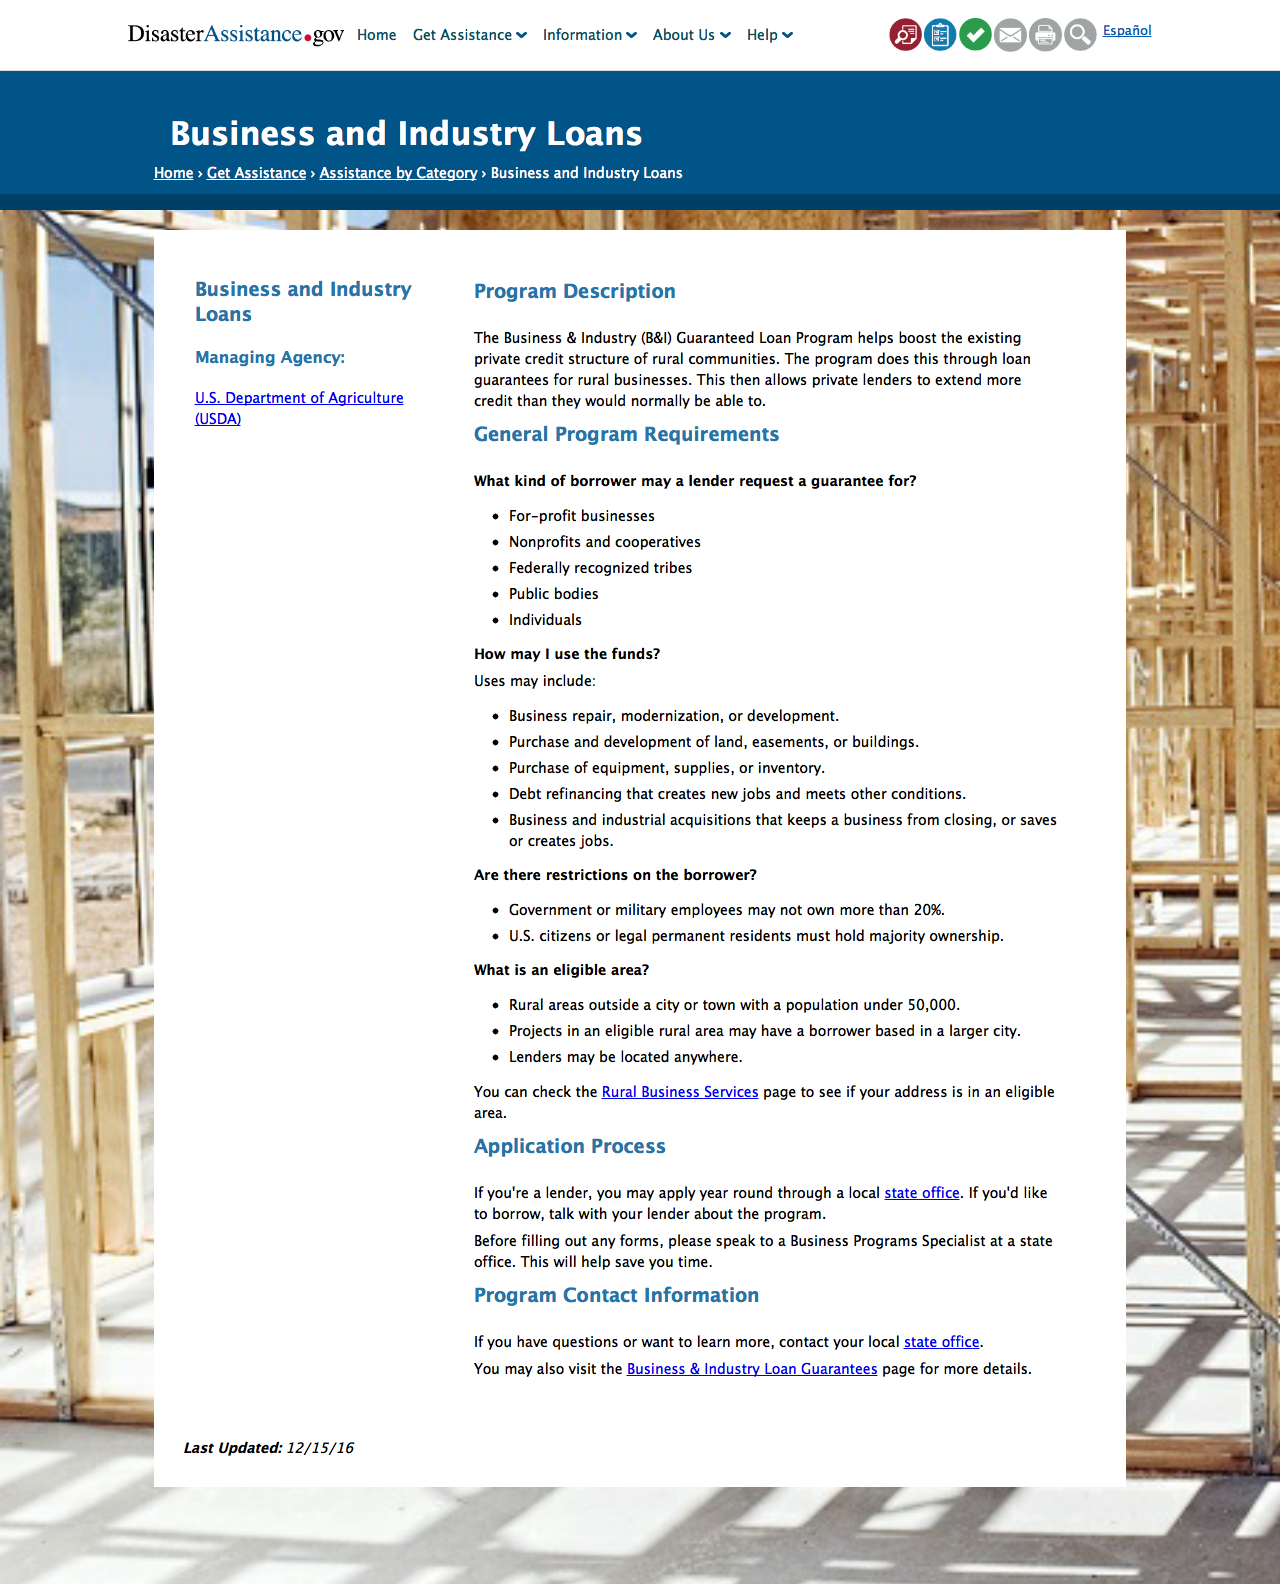 DisasterAssistance.gov Home Get Assistance Information About Us Help Español
Business and Industry Loans
Home › Get Assistance › Assistance by Category › Business and Industry Loans
Business and Industry
Loans
Managing Agency:
U.S. Department of Agriculture
(USDA)
Program Description
The Business & Industry (B&I) Guaranteed Loan Program helps boost the existing
private credit structure of rural communities. The program does this through loan
guarantees for rural businesses. This then allows private lenders to extend more
credit than they would normally be able to.
General Program Requirements
What kind of borrower may a lender request a guarantee for?
• For-profit businesses
• Nonprofits and cooperatives
• Federally recognized tribes
• Public bodies
• Individuals
How may I use the funds?
Uses may include:
• Business repair, modernization, or development.
• Purchase and development of land, easements, or buildings.
• Purchase of equipment, supplies, or inventory.
• Debt refinancing that creates new jobs and meets other conditions.
• Business and industrial acquisitions that keeps a business from closing, or saves
or creates jobs.
Are there restrictions on the borrower?
• Government or military employees may not own more than 20%.
• U.S. citizens or legal permanent residents must hold majority ownership.
What is an eligible area?
• Rural areas outside a city or town with a population under 50,000.
• Projects in an eligible rural area may have a borrower based in a larger city.
• Lenders may be located anywhere.
You can check the Rural Business Services page to see if your address is in an eligible
area.
Application Process
If you're a lender, you may apply year round through a local state office. If you'd like
to borrow, talk with your lender about the program.
Before filling out any forms, please speak to a Business Programs Specialist at a state
office. This will help save you time.
Program Contact Information
If you have questions or want to learn more, contact your local state office.
You may also visit the Business & Industry Loan Guarantees page for more details.
Last Updated: 12/15/16